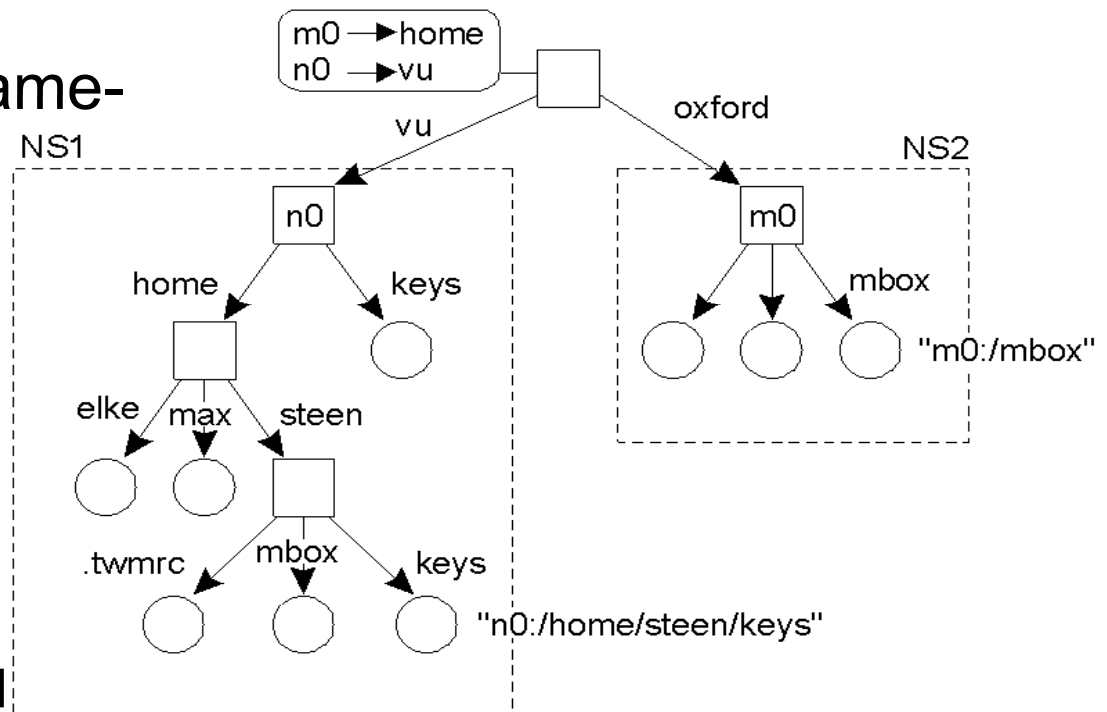 m0 → home
n0 → vu
ame-
vu
oxford
NS1
NS2
n0
m0
home
keys
mbox
"m0:/mbox"
elke
max
steen
.twmrc
mbox
keys
"n0:/home/steen/keys"